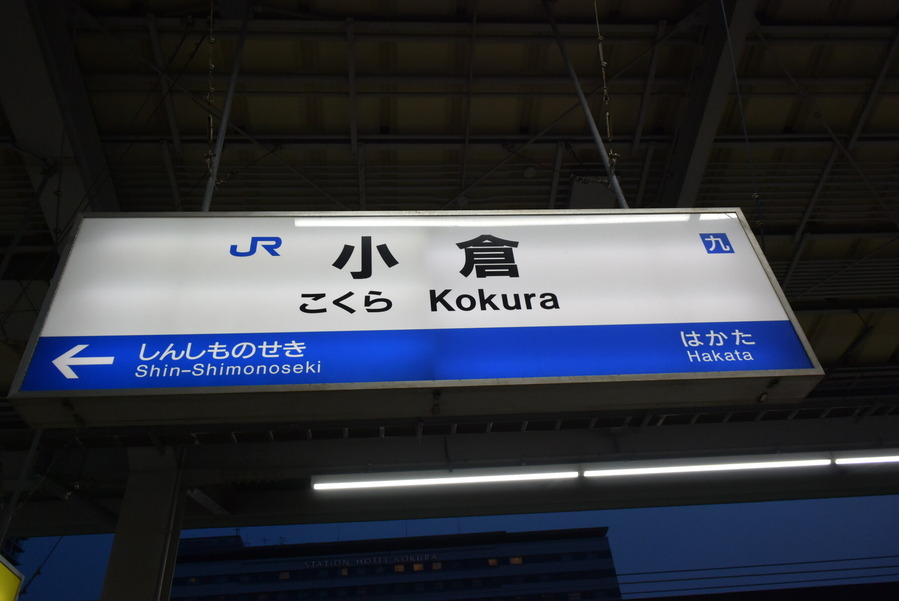 JR 小倉 九
こくら Kokura
← しんしものせき はかた
Shin-Shimonoseki Hakata
STATION HOTEL KOKURA